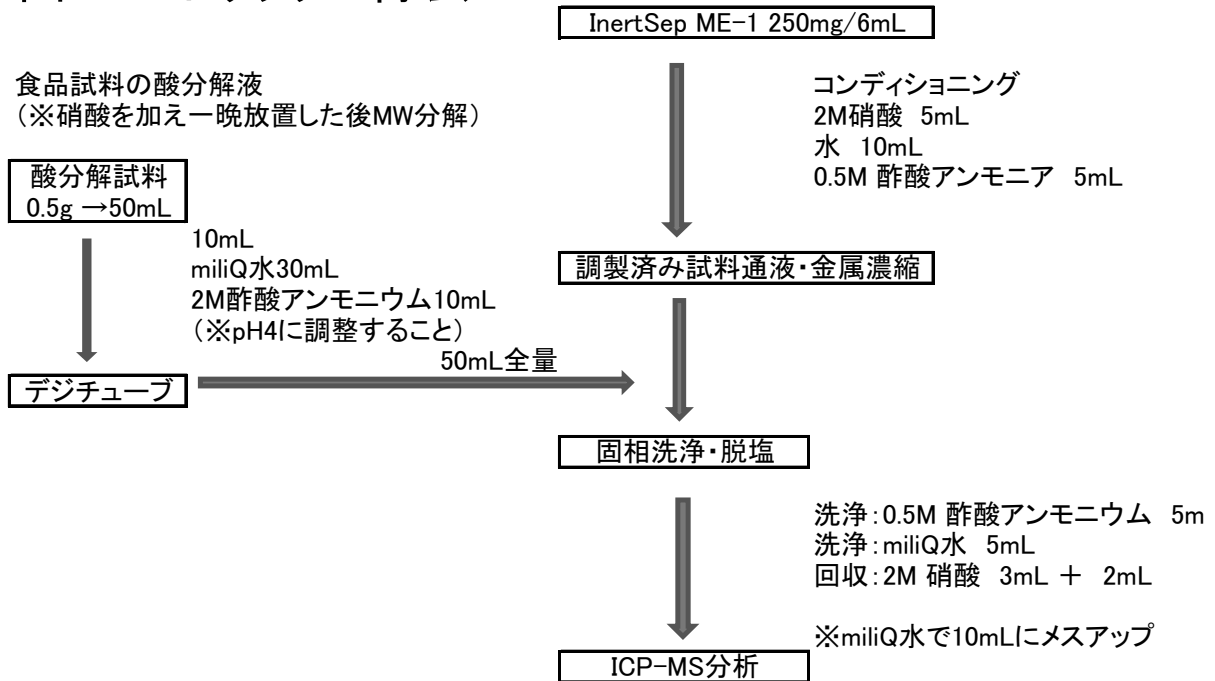 InertSep ME-1 250mg/6mL
食品試料の酸分解液
（※硝酸を加え一晩放置した後MW分解）
コンディショニング
2M硝酸 5mL
水 10mL
0.5M 酢酸アンモニア 5mL
酸分解試料
0.5g →50mL
10mL
miliQ水30mL
2M酢酸アンモニウム10mL
（※pH4に調整すること）
調製済み試料通液・金属濃縮
50mL全量
デジチューブ
固相洗浄・脱塩
洗浄：0.5M 酢酸アンモニウム 5m
洗浄：miliQ水 5mL
回収：2M 硝酸 3mL ＋ 2mL
※miliQ水で10mLにメスアップ
ICP-MS分析